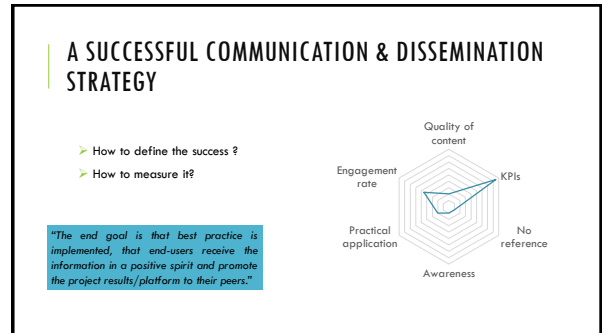 A SUCCESSFUL COMMUNICATION & DISSEMINATION
STRATEGY
How to define the success ?
How to measure it?
"The end goal is that best practice is
implemented, that end-users receive the
information in a positive spirit and promote
the project results/platform to their peers."
Quality of
content
KPIs
No
reference
Awareness
Practical
application
Engagement
rate